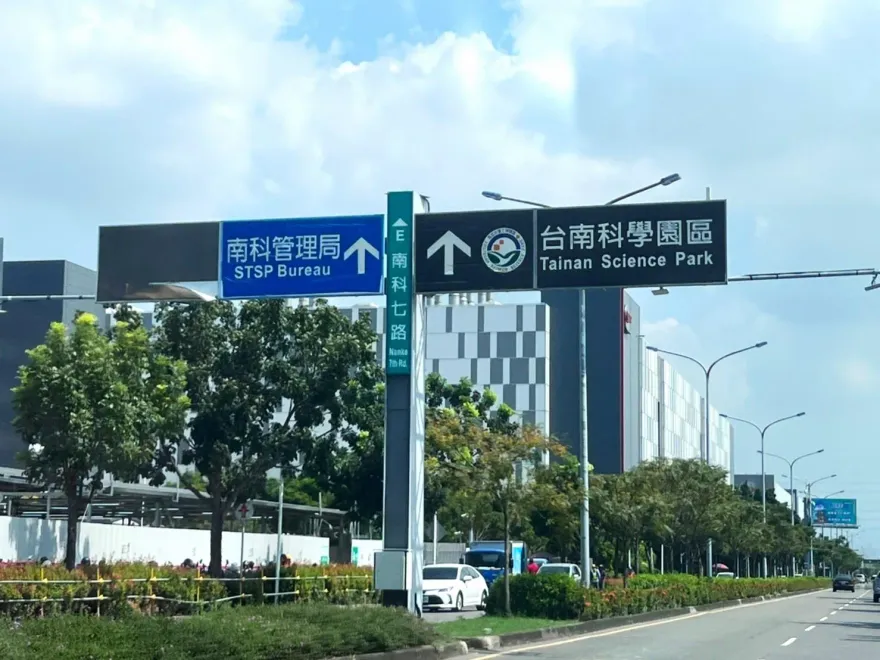 南科管理局
STSP Bureau
E
南科七路
Nanke
7th Rd.
台南科學園區
Tainan Science Park